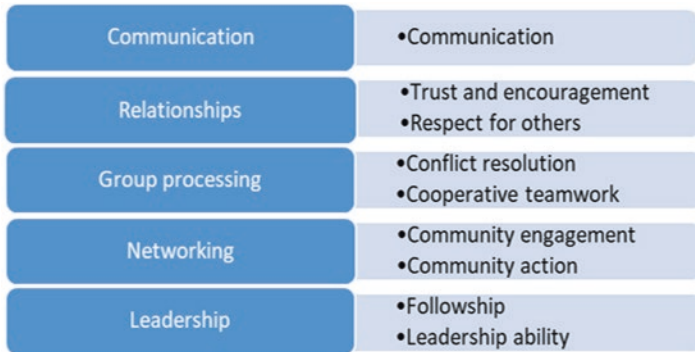 Communication
•Communication
Relationships
•Trust and encouragement
•Respect for others
Group processing
•Conflict resolution
•Cooperative teamwork
Networking
•Community engagement
•Community action
Leadership
•Followship
•Leadership ability